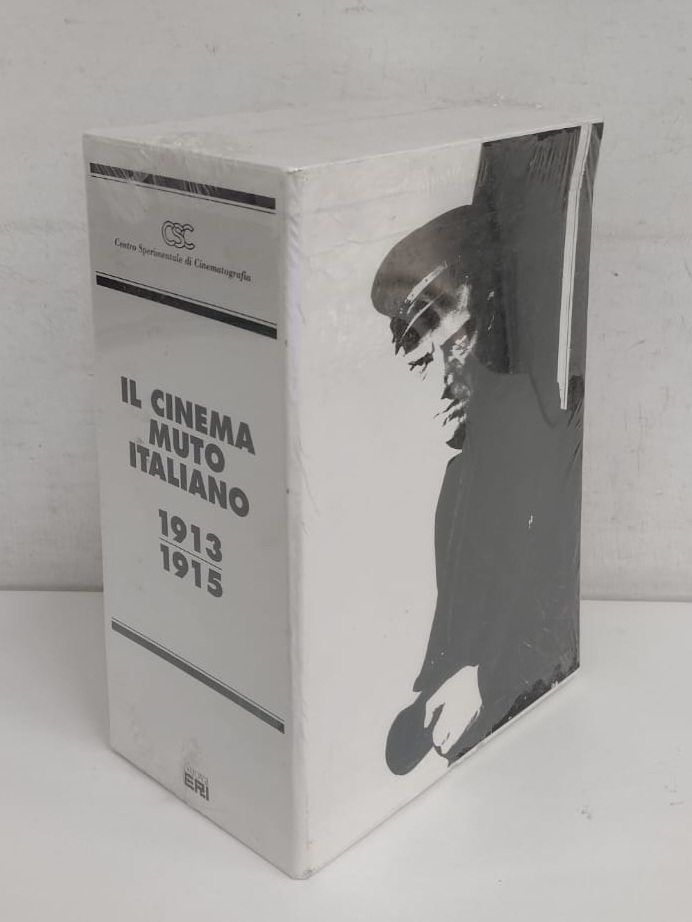 CSC
Centro Sperimentale di Cinematografia
IL CINEMA
MUTO
ITALIANO
1913
1915
ERI